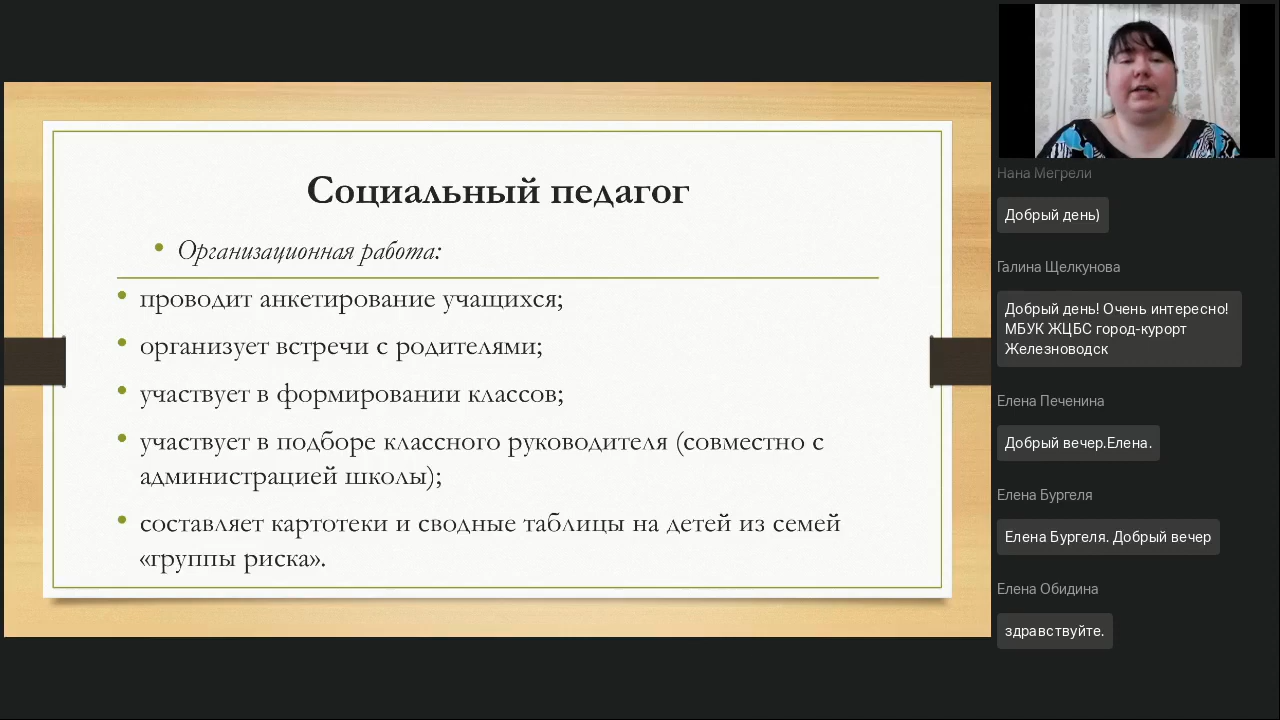 Социальный педагог
Организационная работа:
проводит анкетирование учащихся;
организует встречи с родителями;
участвует в формировании классов;
участвует в подборе классного руководителя (совместно с
администрацией школы);
составляет картотеки и сводные таблицы на детей из семей
«группы риска».
Нана Мегрели
Добрый день)
Галина Щелкунова
Добрый день! Очень интересно!
МБУК ЖЦБС город-курорт
Железноводск
Елена Печенина
Добрый вечер.Елена.
Елена Бургеля
Елена Бургеля. Добрый вечер
Елена Обидина
здравствуйте.